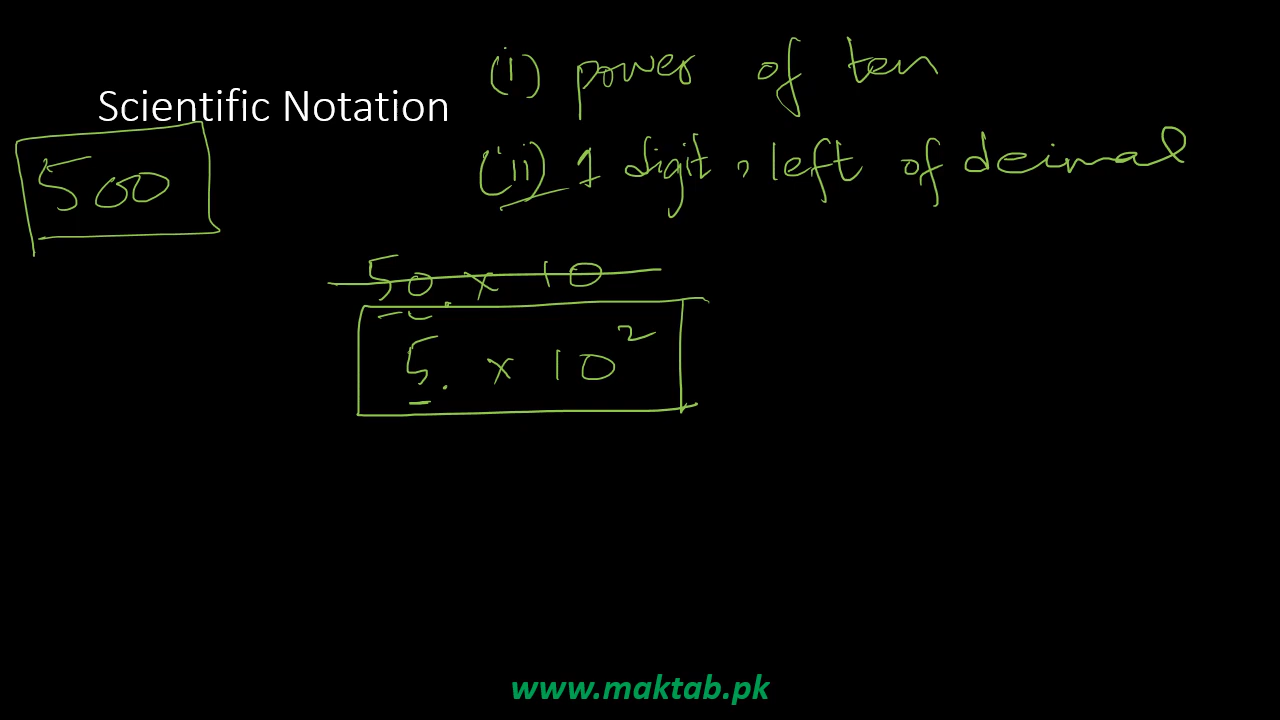 (i) power of ten
Scientific Notation
(ii) 1 digit, left of deimal
500
50. x 10
5. x 10²
www.maktab.pk